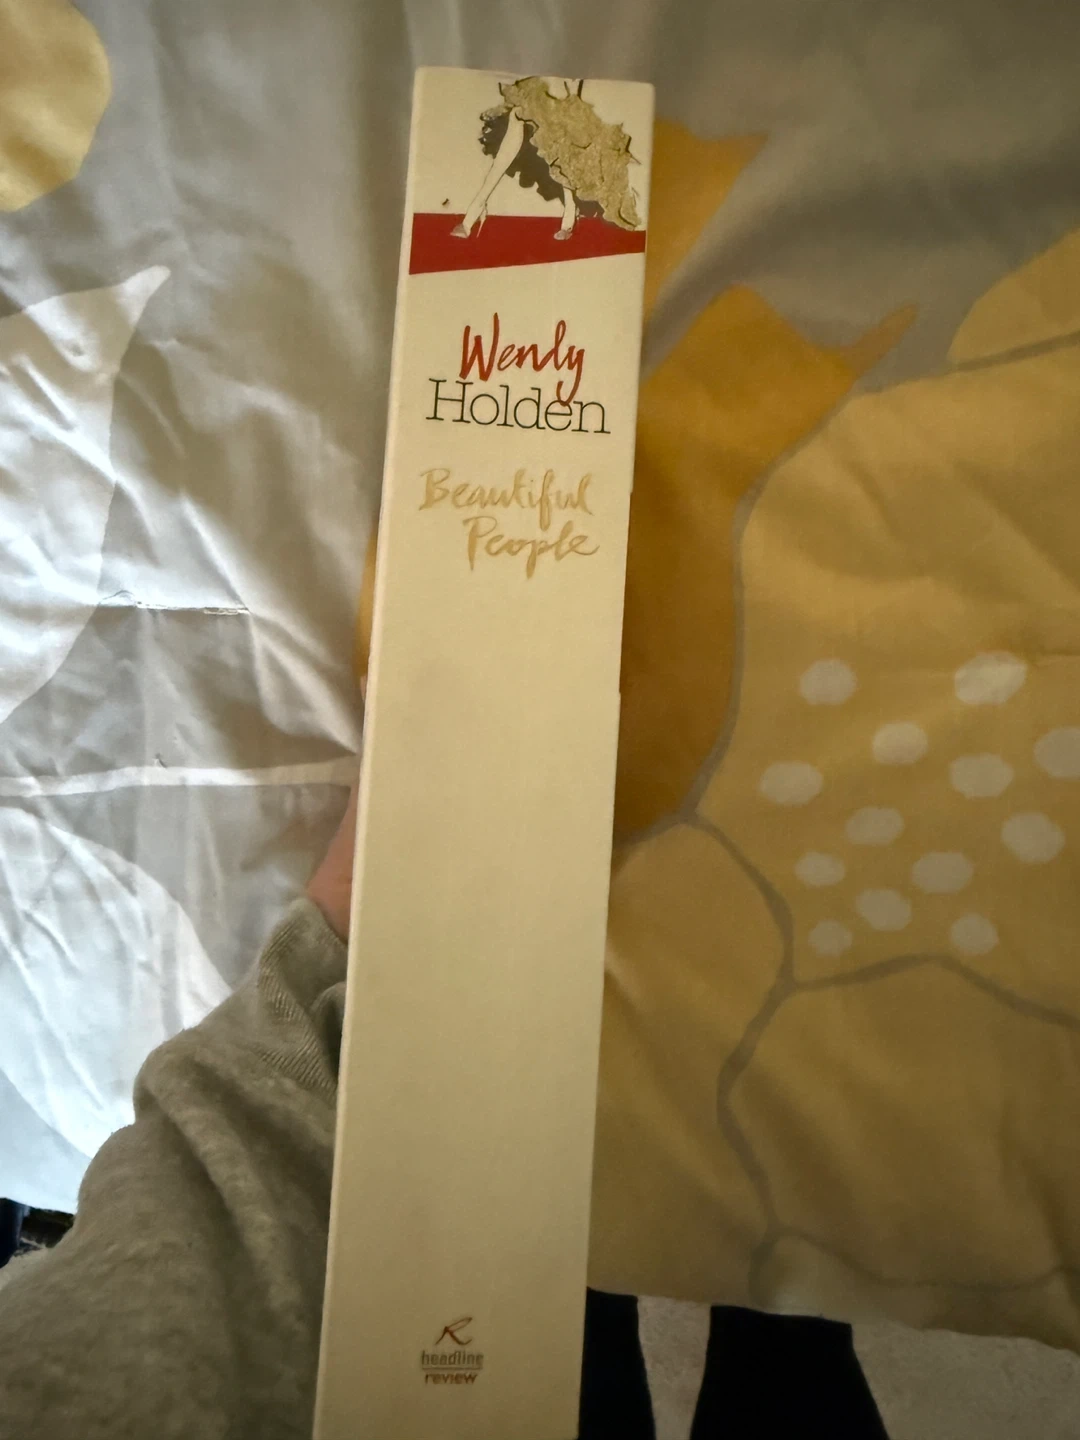 Wendy
Holden
Beautiful
People
R
headline
review